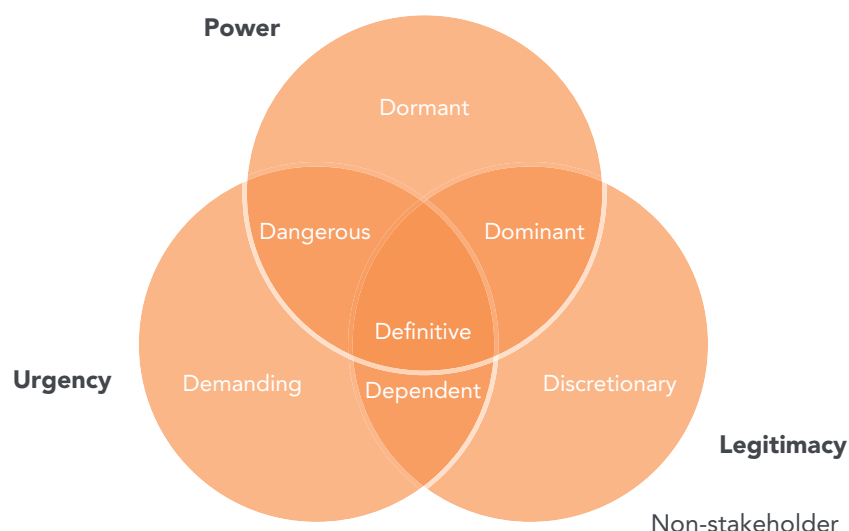 Power
Dormant
Dangerous
Dominant
Definitive
Urgency
Demanding
Dependent
Discretionary
Legitimacy
Non-stakeholder